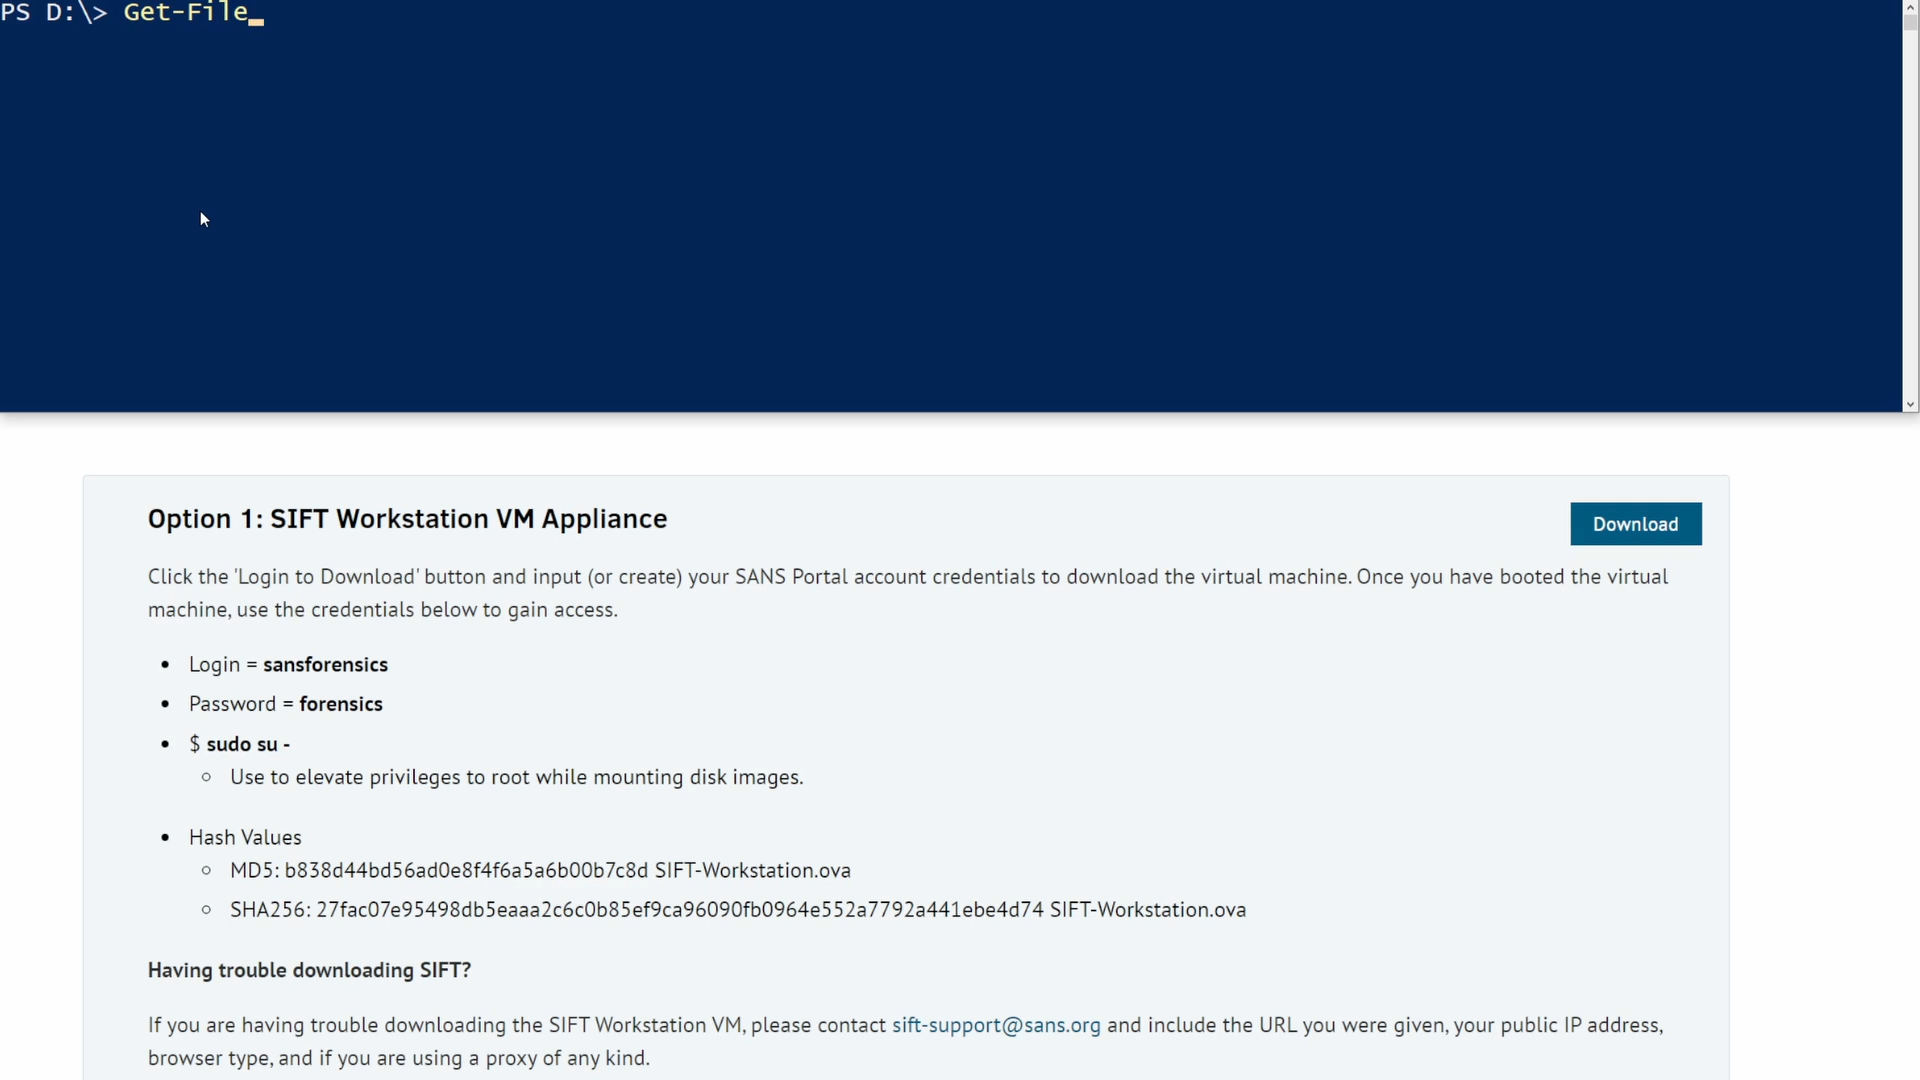 PS D:\> Get-File_
Option 1: SIFT Workstation VM Appliance
Download
Click the 'Login to Download' button and input (or create) your SANS Portal account credentials to download the virtual machine. Once you have booted the virtual
machine, use the credentials below to gain access.
• Login = sansforensics
• Password = forensics
• $ sudo su -
○ Use to elevate privileges to root while mounting disk images.
• Hash Values
○ MD5: b838d44bd56ad0e8f4f6a5a6b00b7c8d SIFT-Workstation.ova
○ SHA256: 27fac07e95498db5eaaa2c6c0b85ef9ca96090fb0964e552a7792a441ebe4d74 SIFT-Workstation.ova
Having trouble downloading SIFT?
If you are having trouble downloading the SIFT Workstation VM, please contact sift-support@sans.org and include the URL you were given, your public IP address,
browser type, and if you are using a proxy of any kind.